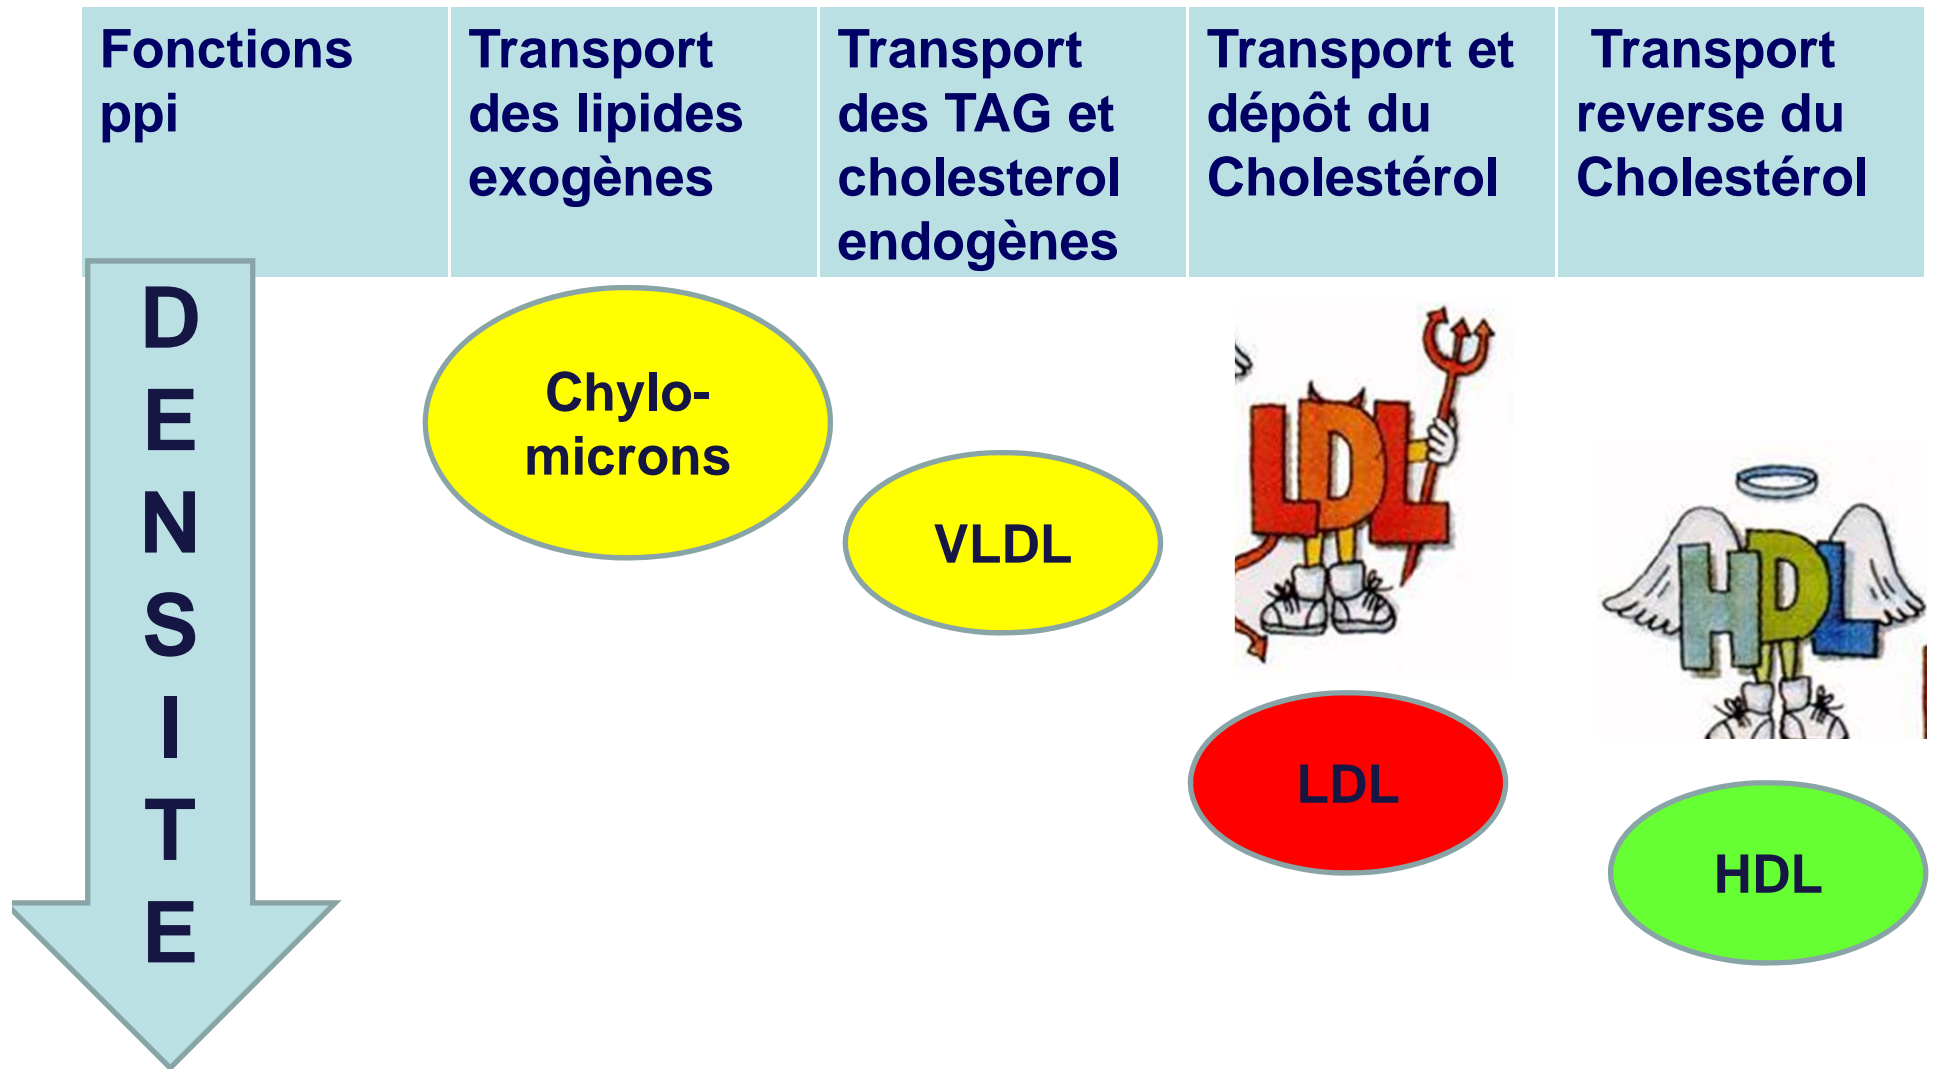 Fonctions
ppi
Transport
des lipides
exogènes
Transport
des TAG et
cholesterol
endogènes
Transport et
dépôt du
Cholestérol
Transport
reverse du
Cholestérol
D
E
N
S
I
T
E
Chylo-
microns
VLDL
LDL
LDL
HDL
HDL